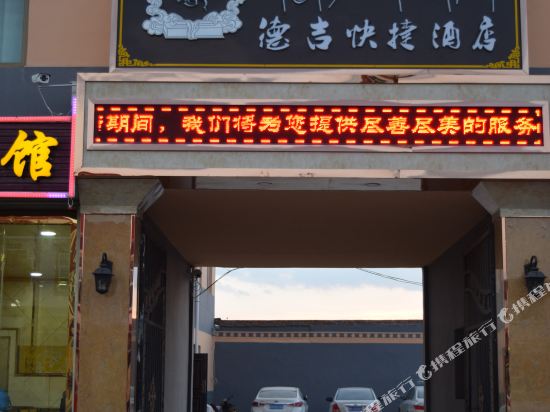 德吉快捷酒店
期间，我们将为您提供尽善尽美的服务
馆
携程旅行
携程旅行